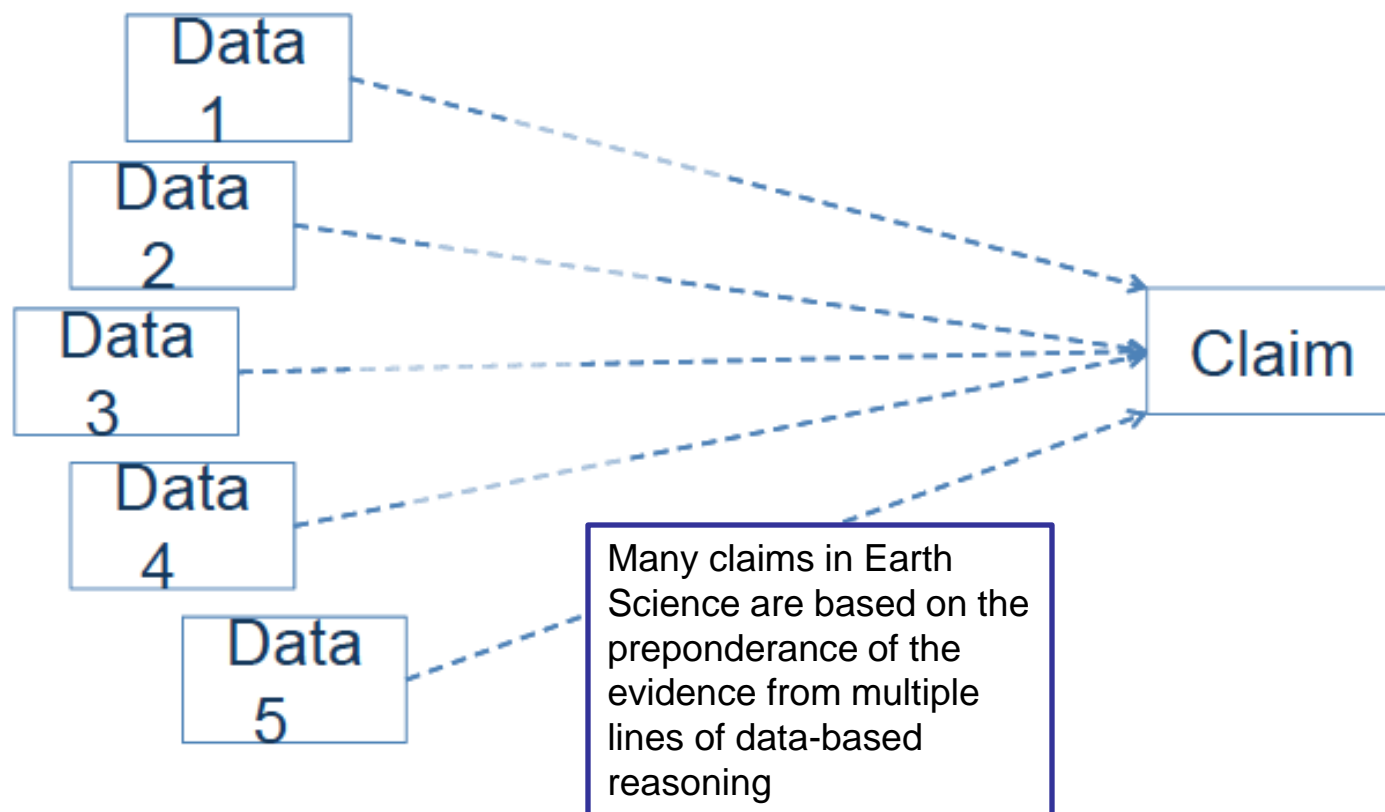 Data
1
Data
2
Data
3
Data
4
Data
5
Claim
Many claims in Earth
Science are based on the
preponderance of the
evidence from multiple
lines of data-based
reasoning